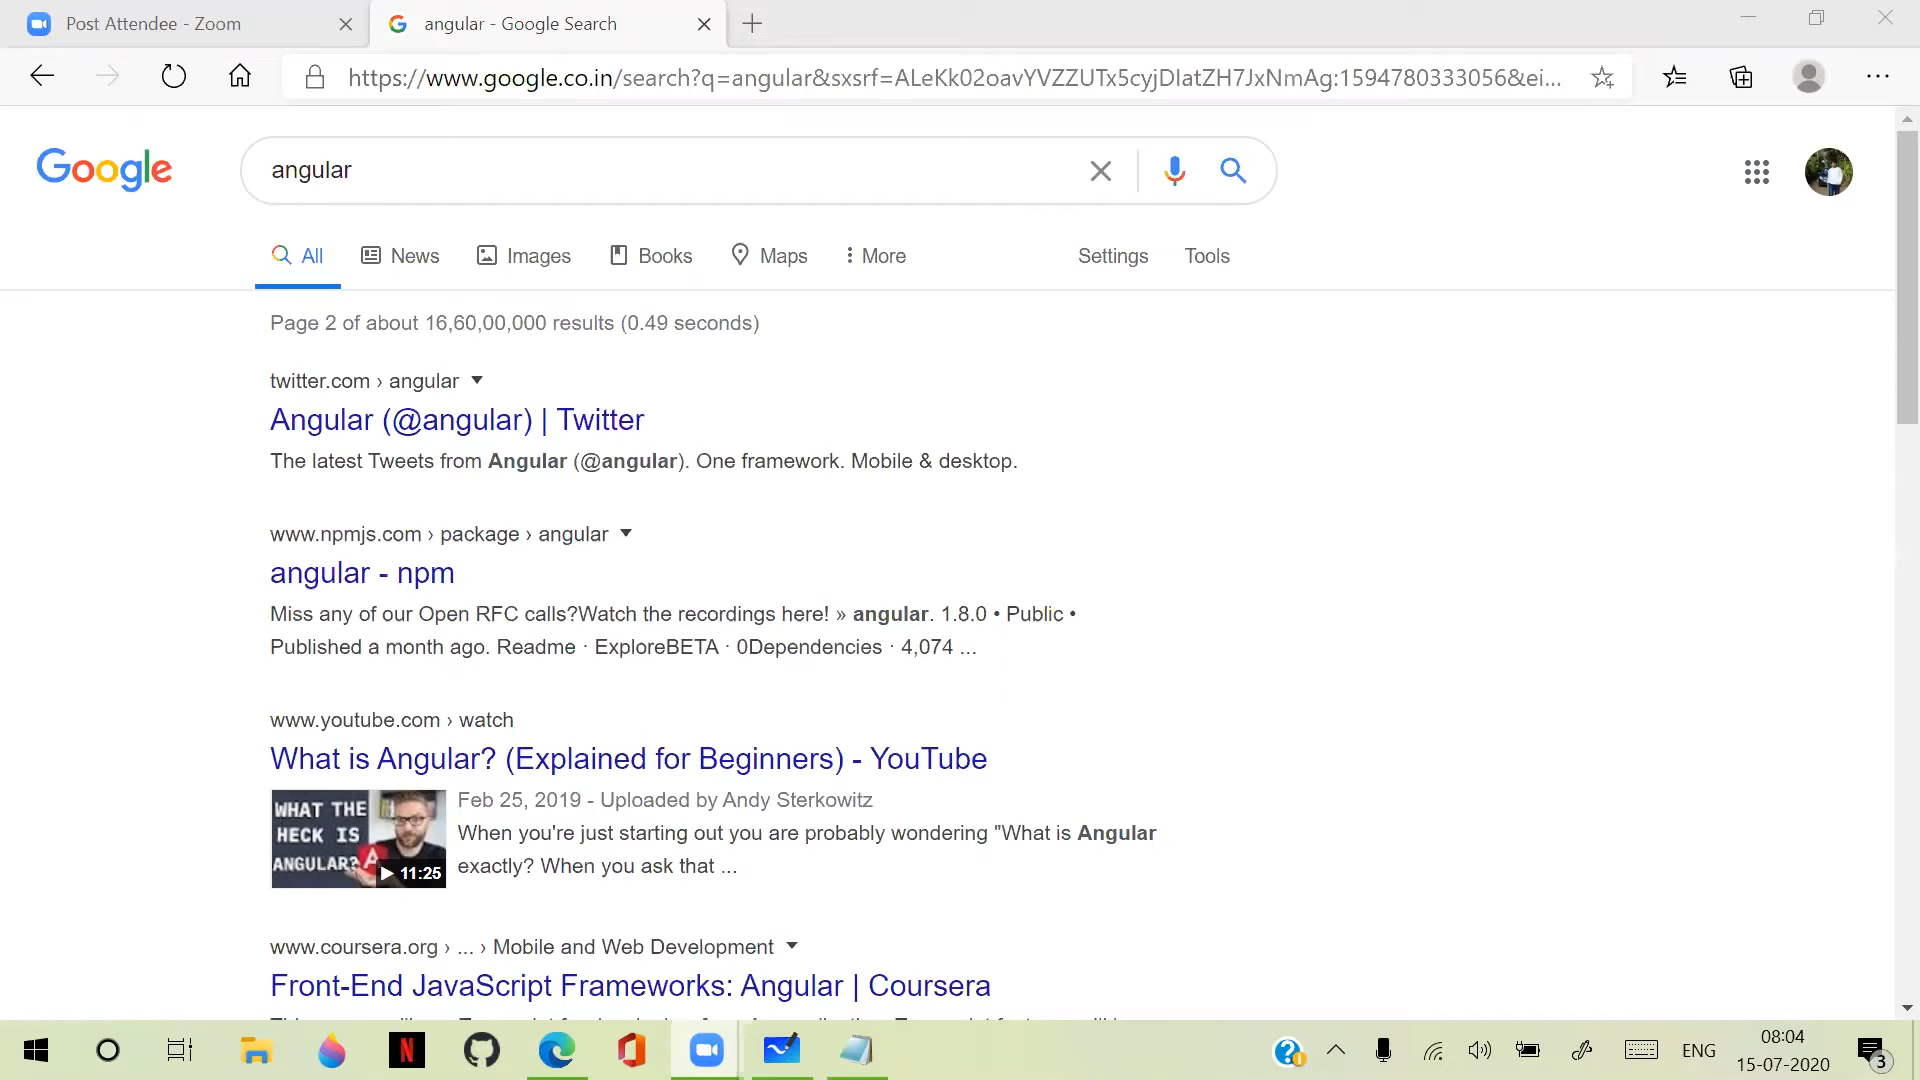 Post Attendee - Zoom
angular - Google Search
https://www.google.co.in/search?q=angular&sxsrf=ALeKk02oavYVZZUTx5cyjDIatZH7JxNmAg:1594780333056&ei...
Google
angular
All
News
Images
Books
Maps
More
Settings
Tools
Page 2 of about 16,60,00,000 results (0.49 seconds)
twitter.com › angular
Angular (@angular) | Twitter
The latest Tweets from Angular (@angular). One framework. Mobile & desktop.
www.npmjs.com › package › angular
angular - npm
Miss any of our Open RFC calls?Watch the recordings here! » angular. 1.8.0 • Public •
Published a month ago. Readme · ExploreBETA · 0Dependencies · 4,074 ...
www.youtube.com › watch
What is Angular? (Explained for Beginners) - YouTube
WHAT THE
HECK IS
ANGULAR?
11:25
Feb 25, 2019 - Uploaded by Andy Sterkowitz
When you're just starting out you are probably wondering "What is Angular
exactly? When you ask that ...
www.coursera.org › ... › Mobile and Web Development
Front-End JavaScript Frameworks: Angular | Coursera
ENG
08:04
15-07-2020
3